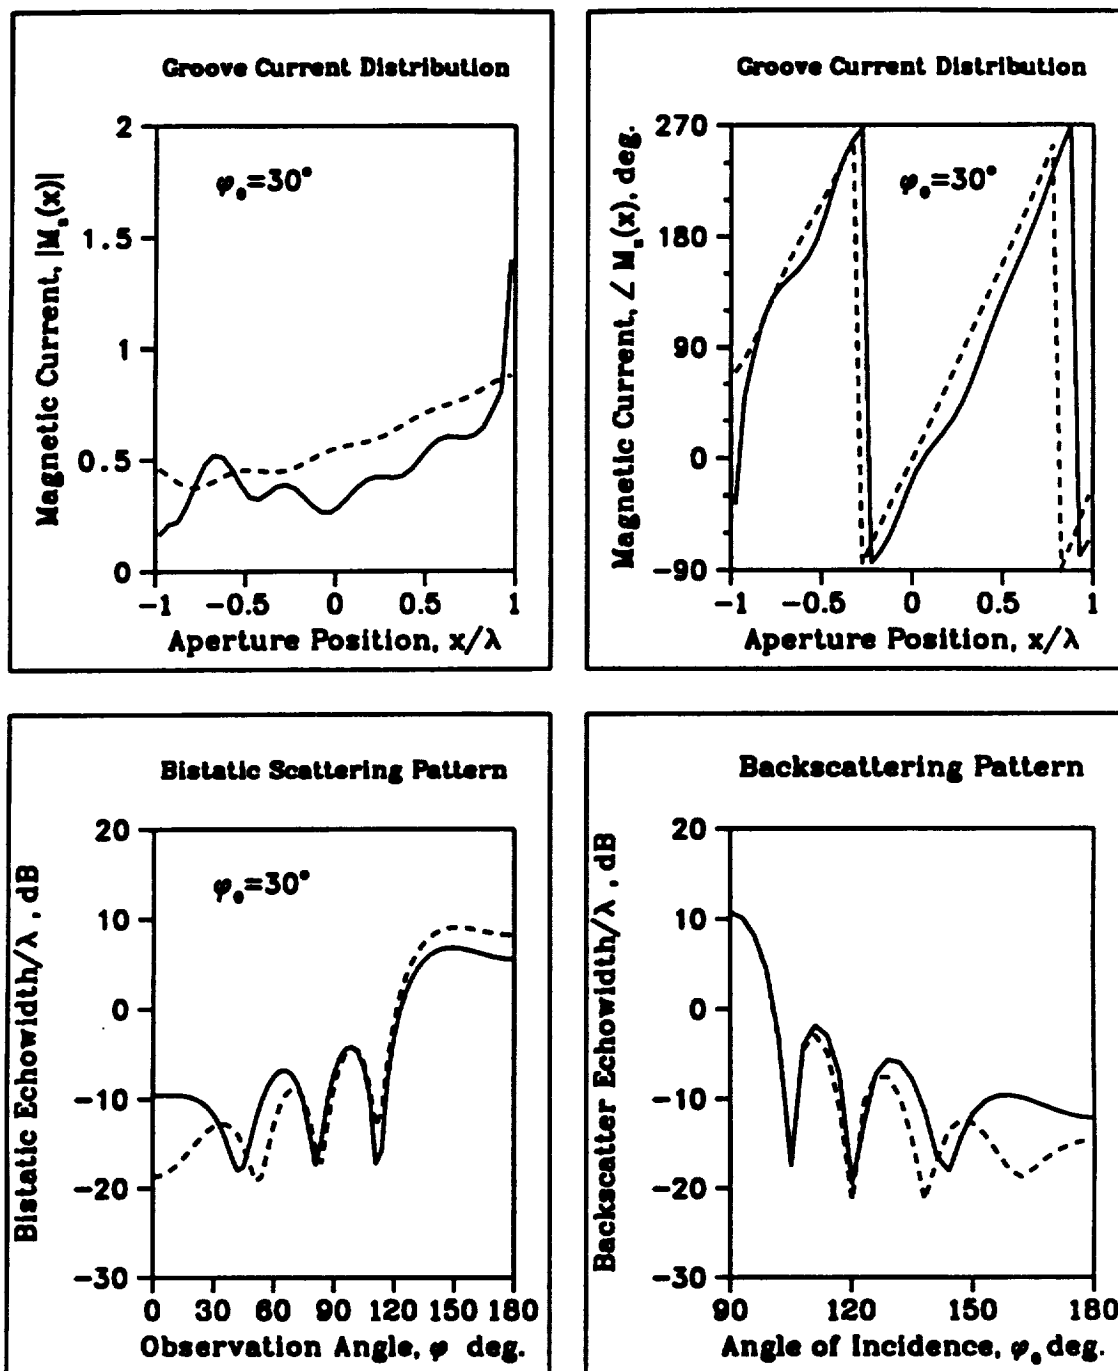 Groove Current Distribution
φ₀=30°
Magnetic Current, |Mₛ(x)|
2
1.5
1
0.5
0
−1 −0.5 0 0.5 1
Aperture Position, x/λ
Groove Current Distribution
φ₀=30°
Magnetic Current, ∠ Mₛ(x), deg.
270
180
90
0
−90
−1 −0.5 0 0.5 1
Aperture Position, x/λ
Bistatic Scattering Pattern
φ₀=30°
Bistatic Echowidth/λ , dB
20
10
0
−10
−20
−30
0 30 60 90 120 150 180
Observation Angle, φ deg.
Backscattering Pattern
Backscatter Echowidth/λ , dB
20
10
0
−10
−20
−30
90 120 150 180
Angle of Incidence, φ₀ deg.